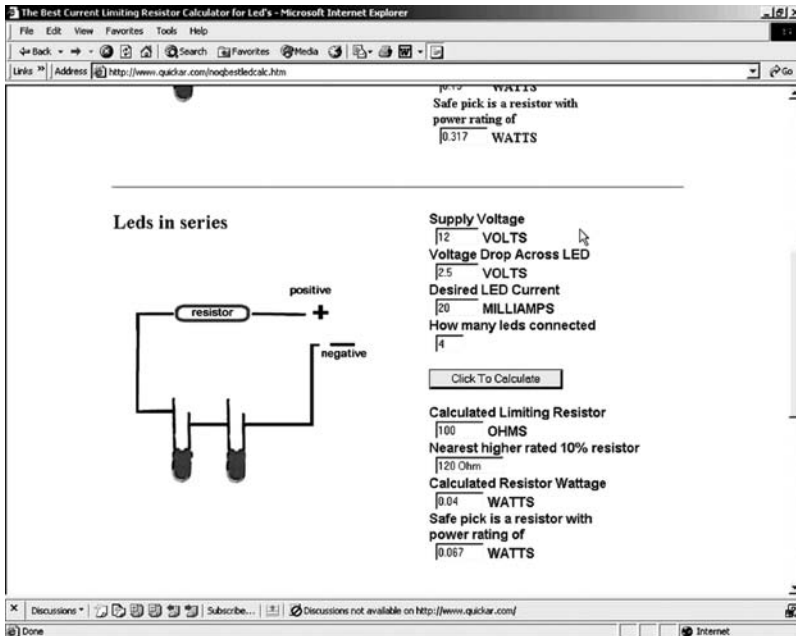 The Best Current Limiting Resistor Calculator for Led's - Microsoft Internet Explorer
File Edit View Favorites Tools Help
Back Search Favorites Media
Links » Address http://www.quickar.com/noqbestledcalc.htm Go
WATTS
Safe pick is a resistor with
power rating of
0.317 WATTS
Leds in series
Supply Voltage
12 VOLTS
Voltage Drop Across LED
2.5 VOLTS
Desired LED Current
20 MILLIAMPS
How many leds connected
4
Click To Calculate
Calculated Limiting Resistor
100 OHMS
Nearest higher rated 10% resistor
120 Ohm
Calculated Resistor Wattage
0.04 WATTS
Safe pick is a resistor with
power rating of
0.067 WATTS
positive
resistor +
negative
Discussions Subscribe... Discussions not available on http://www.quickar.com/
Done Internet